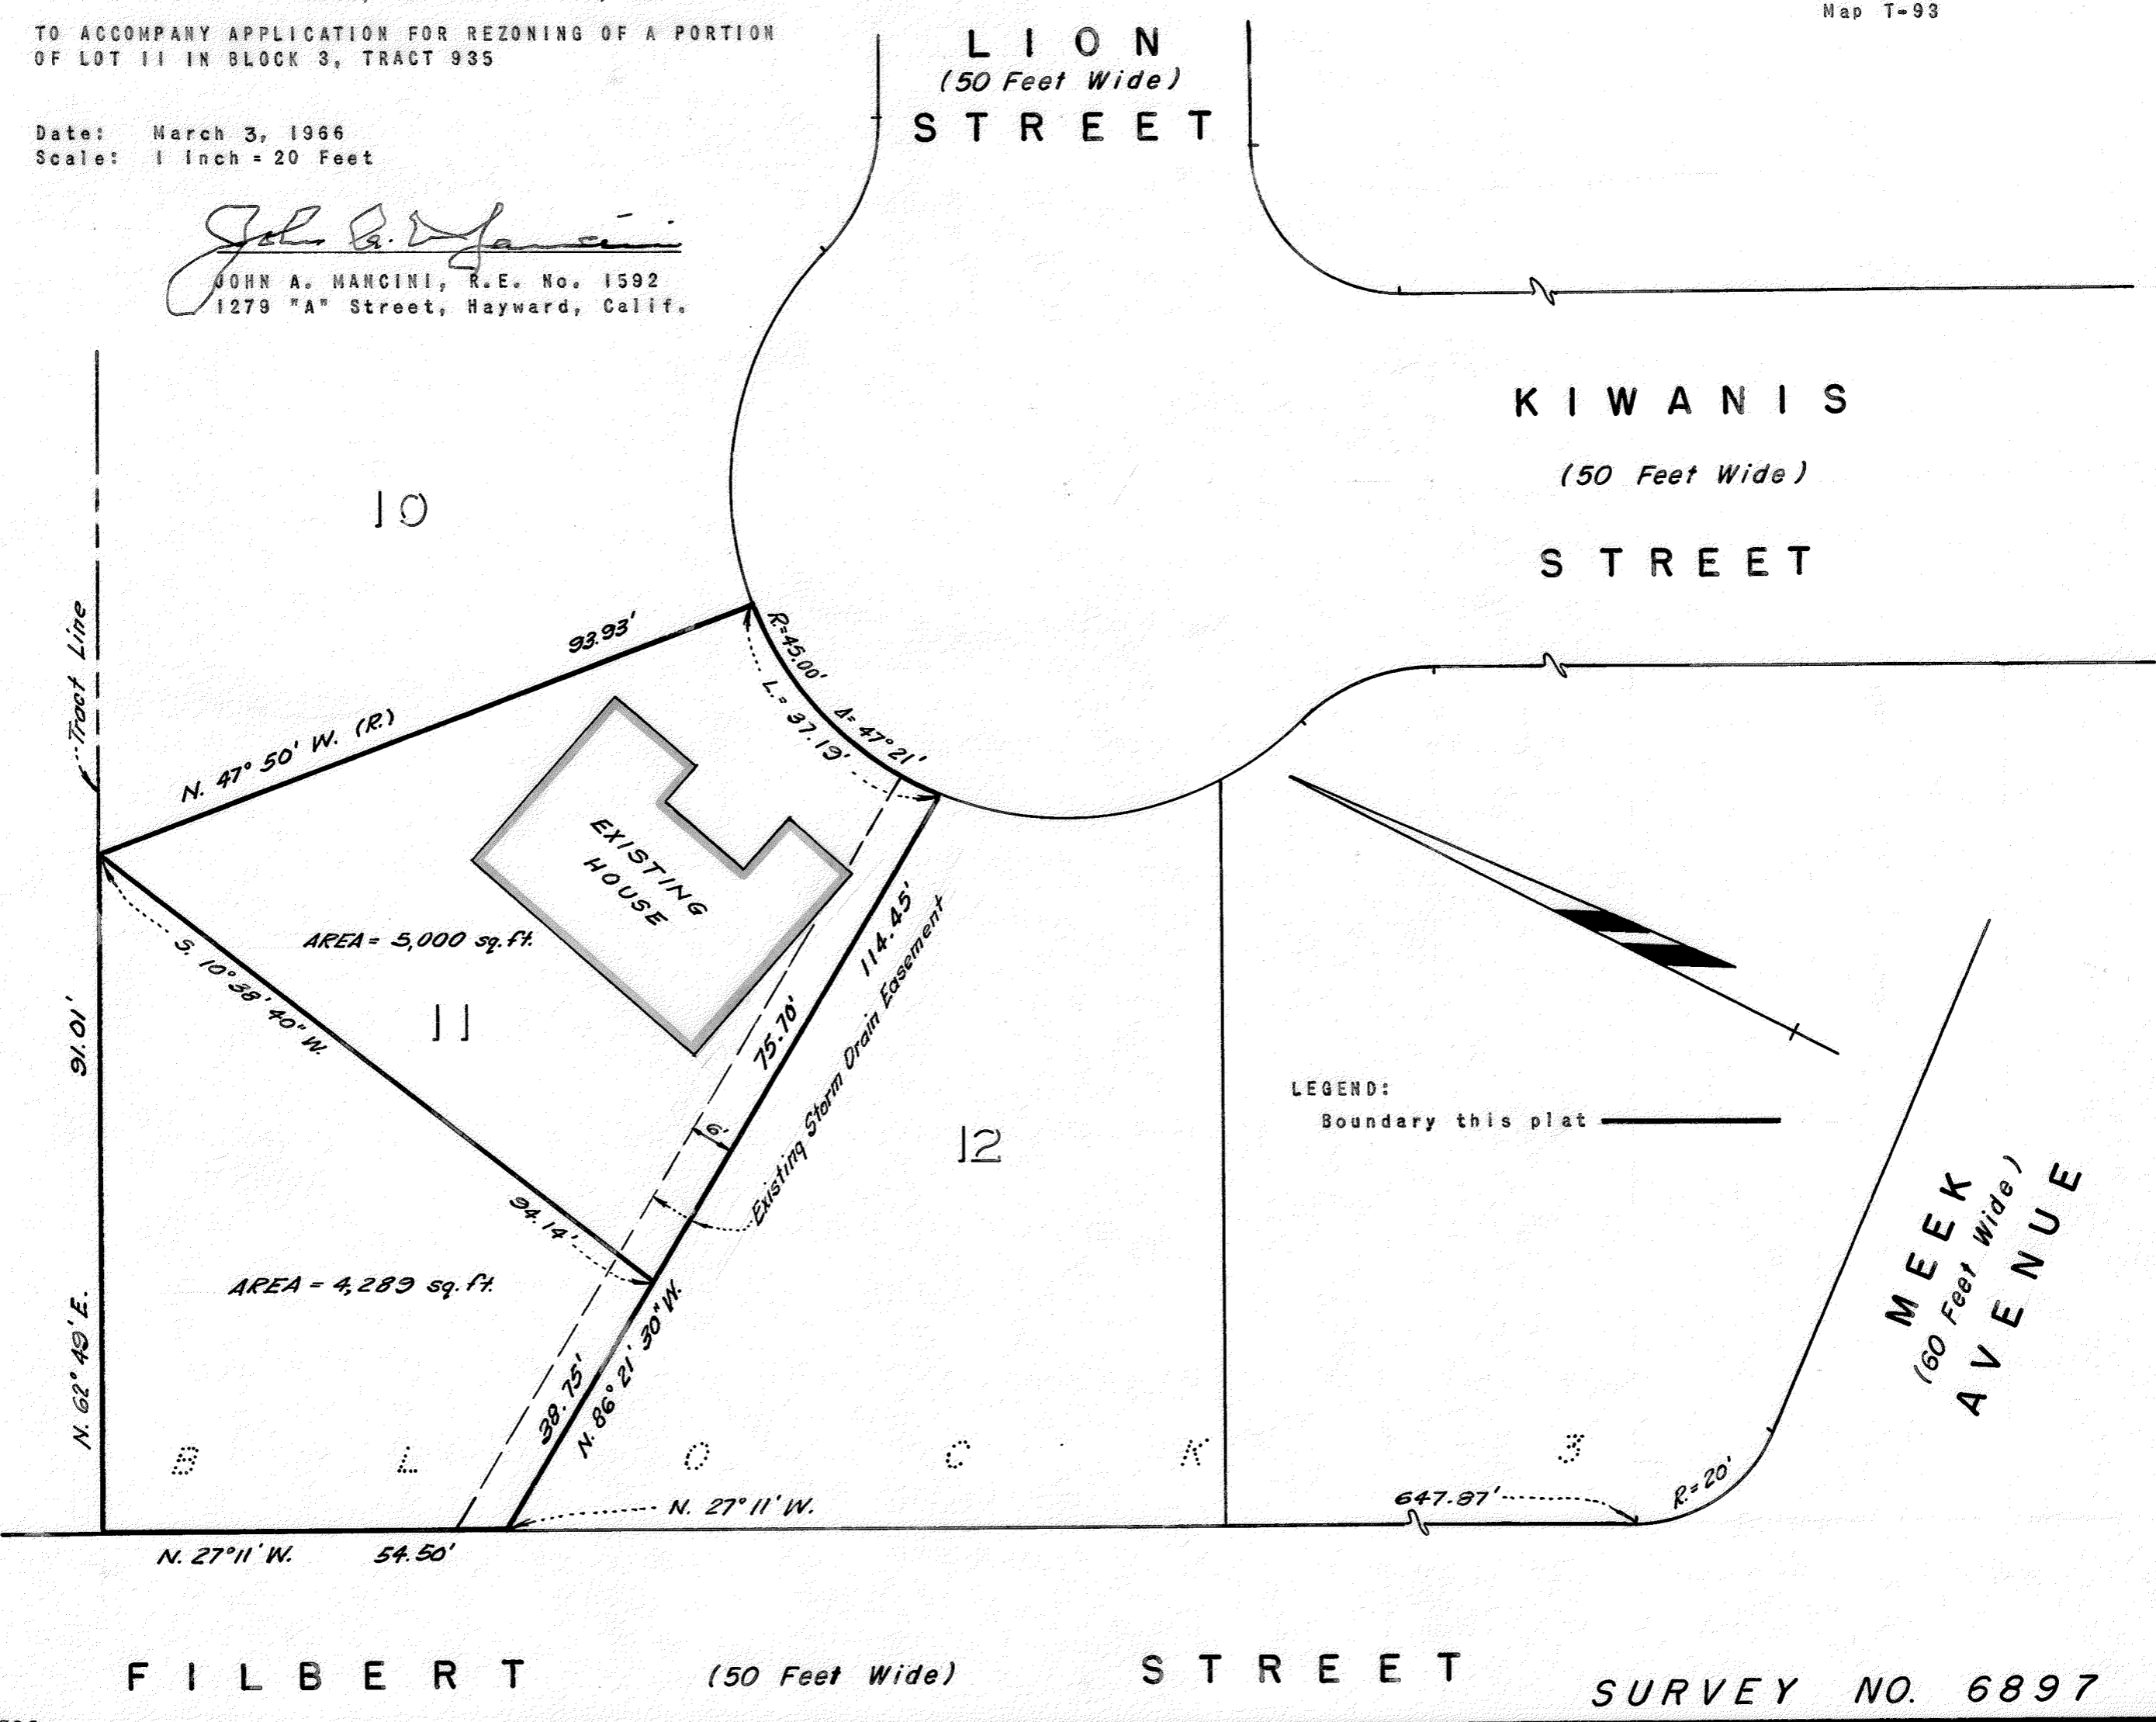 Map T-93
TO ACCOMPANY APPLICATION FOR REZONING OF A PORTION
OF LOT 11 IN BLOCK 3, TRACT 935
Date: March 3, 1966
Scale: 1 Inch = 20 Feet
John A. Mancini
JOHN A. MANCINI, R.E. No. 1592
1279 "A" Street, Hayward, Calif.
LION
(50 Feet Wide)
STREET
KIWANIS
(50 Feet Wide)
STREET
10
Tract Line
93.93'
N. 47° 50' W. (R.)
R=45.00'
Δ= 47° 21'
L.= 37.19'
EXISTING
HOUSE
AREA = 5,000 sq.ft.
S. 10° 38' 40" W.
11
94.14'
114.45'
75.70'
Existing Storm Drain Easement
6'
12
91.01'
N. 62° 49' E.
AREA = 4,289 sq.ft.
38.75'
N. 86° 21' 30" W.
LEGEND:
Boundary this plat
MEEK
(60 Feet Wide)
AVENUE
BLOCK 3
N. 27° 11' W.
647.87'
R.=20'
N. 27° 11' W. 54.50'
FILBERT (50 Feet Wide) STREET
SURVEY NO. 6897